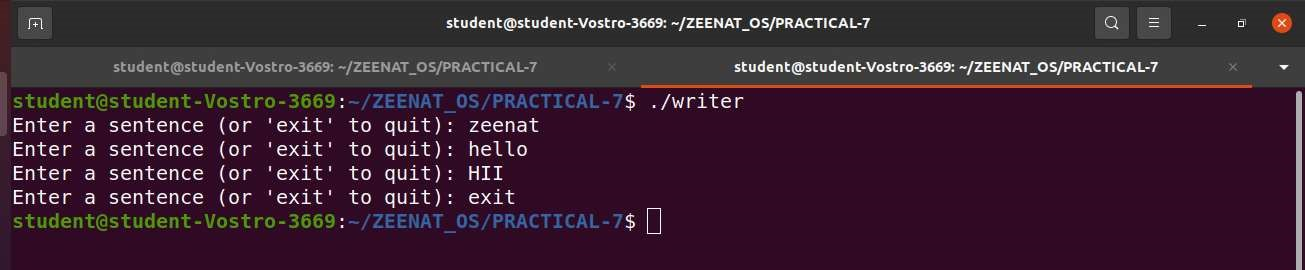 student@student-Vostro-3669: ~/ZEENAT_OS/PRACTICAL-7
student@student-Vostro-3669: ~/ZEENAT_OS/PRACTICAL-7
student@student-Vostro-3669: ~/ZEENAT_OS/PRACTICAL-7
student@student-Vostro-3669:~/ZEENAT_OS/PRACTICAL-7$ ./writer
Enter a sentence (or 'exit' to quit): zeenat
Enter a sentence (or 'exit' to quit): hello
Enter a sentence (or 'exit' to quit): HII
Enter a sentence (or 'exit' to quit): exit
student@student-Vostro-3669:~/ZEENAT_OS/PRACTICAL-7$